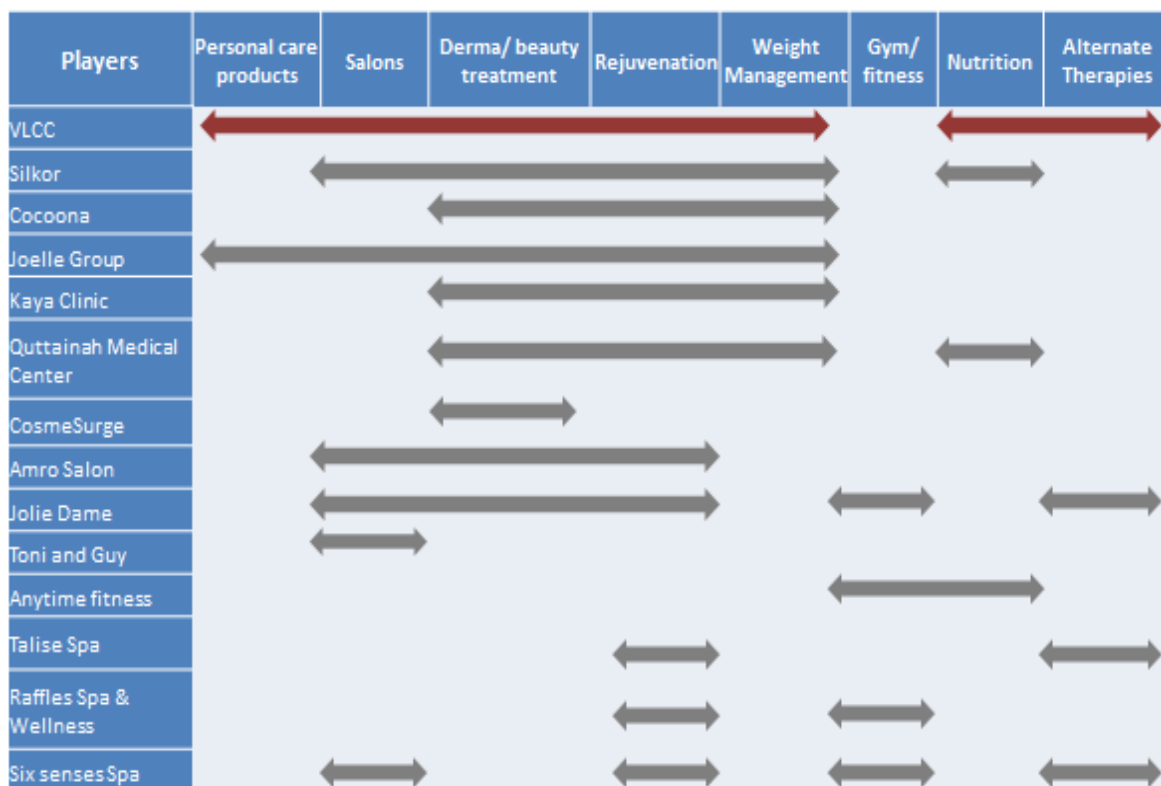 Players
Personal care
products
Salons
Derma/ beauty
treatment
Rejuvenation
Weight
Management
Gym/
fitness
Nutrition
Alternate
Therapies
VLCC
Silkor
Cocoona
Joelle Group
Kaya Clinic
Quttainah Medical
Center
CosmeSurge
Amro Salon
Jolie Dame
Toni and Guy
Anytime fitness
Talise Spa
Raffles Spa &
Wellness
Six senses Spa